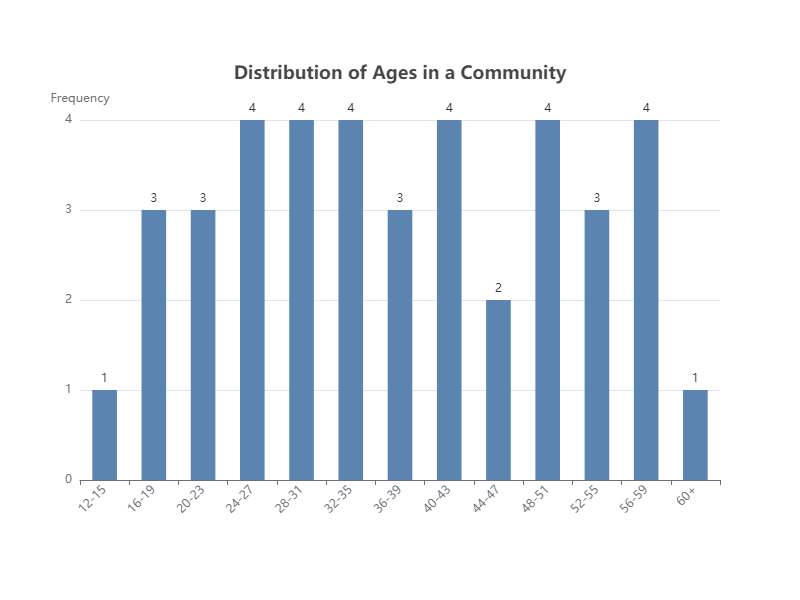 Distribution of Ages in a Community
Frequency
4 4 4 4 4 4
4
3 3 3 3
3
2
2
1 1
1
0
12-15 16-19 20-23 24-27 28-31 32-35 36-39 40-43 44-47 48-51 52-55 56-59 60+